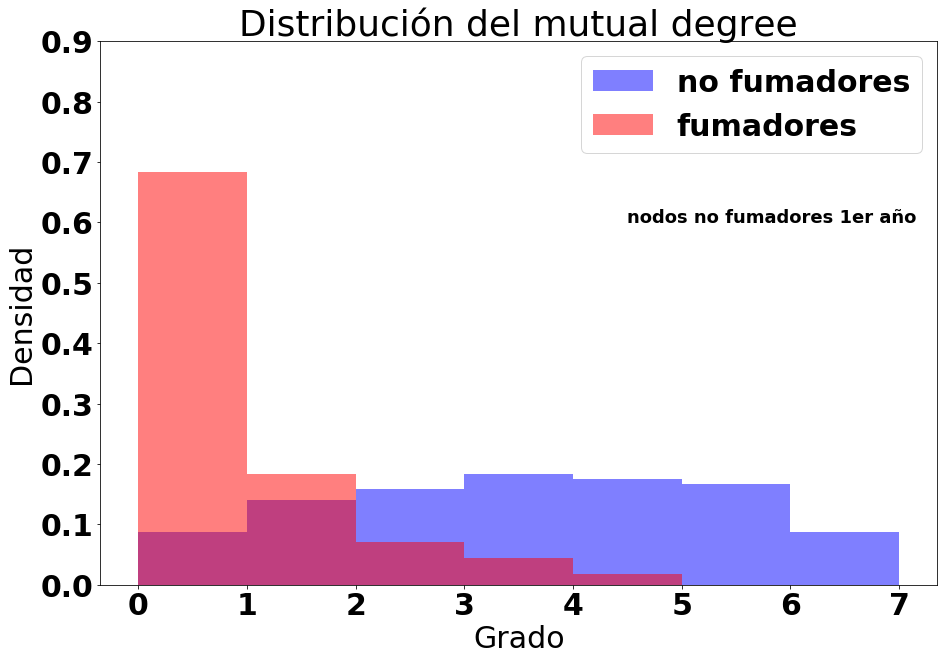 Distribución del mutual degree
0.9
0.8
0.7
0.6
0.5
0.4
0.3
0.2
0.1
0.0
Densidad
no fumadores
fumadores
nodos no fumadores 1er año
0 1 2 3 4 5 6 7
Grado